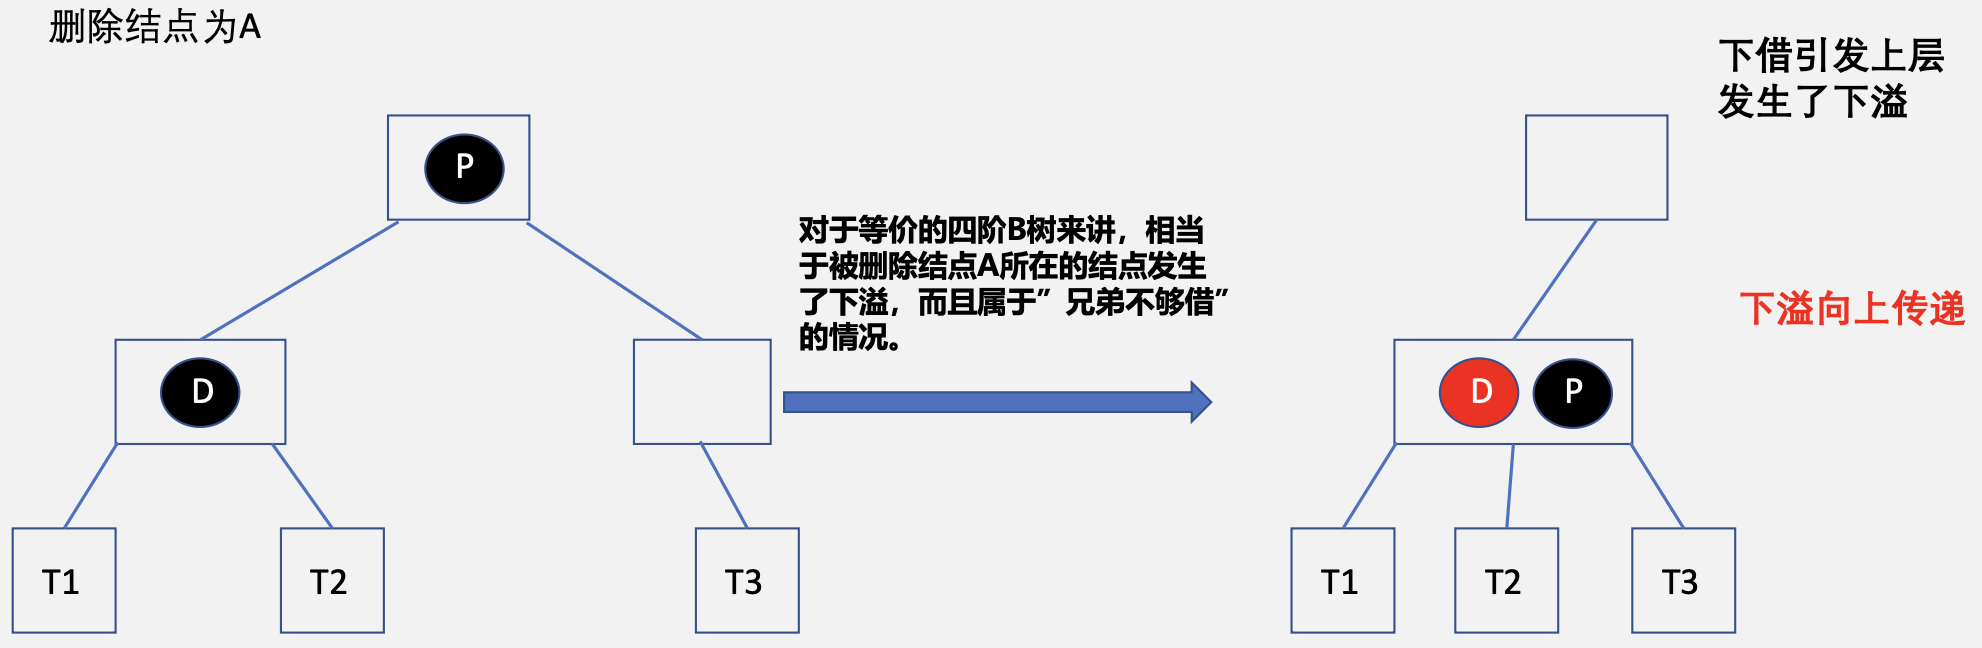 删除结点为A
下借引发上层
发生了下溢
P
对于等价的四阶B树来讲，相当
于被删除结点A所在的结点发生
了下溢，而且属于”兄弟不够借”
的情况。
下溢向上传递
D
D
P
T1
T2
T3
T1
T2
T3